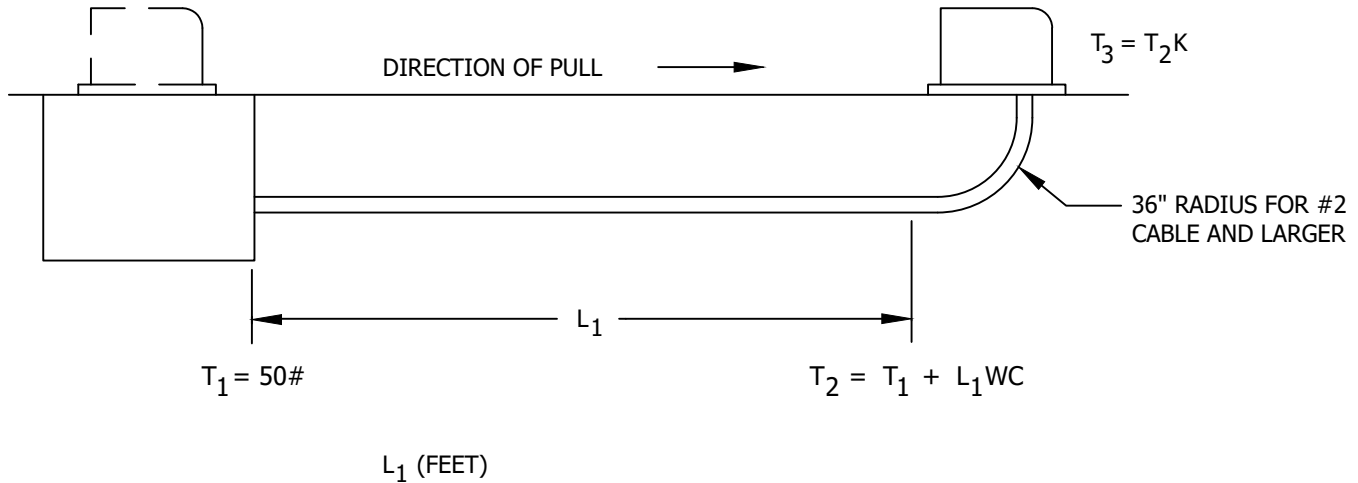 T3 = T2K
DIRECTION OF PULL
36" RADIUS FOR #2
CABLE AND LARGER
L1
T1 = 50#
T2 = T1 + L1WC
L1 (FEET)